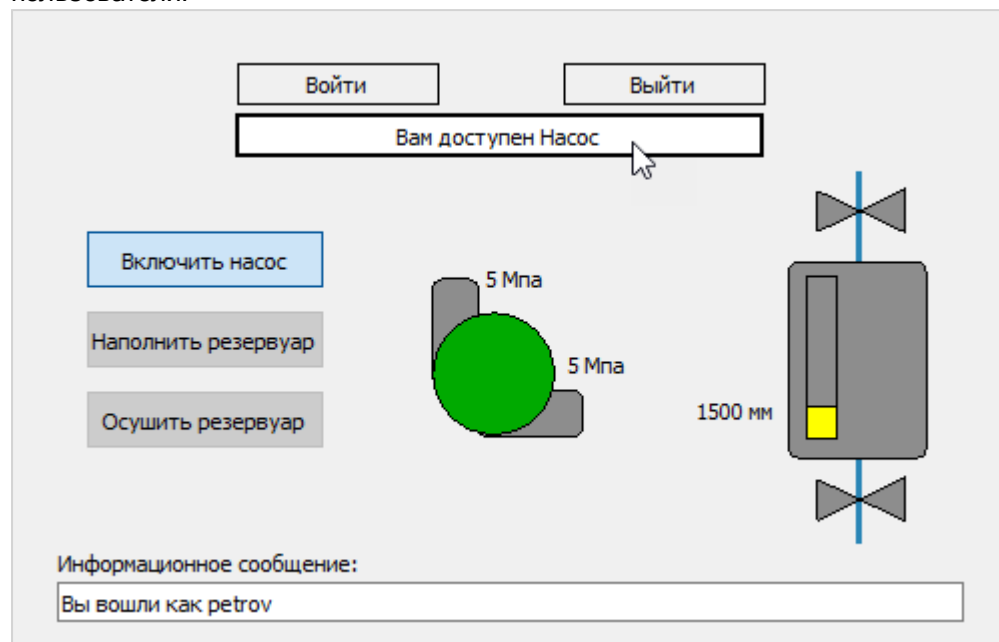 Войти
Выйти
Вам доступен Насос
Включить насос
5 Мпа
Наполнить резервуар
5 Мпа
Осушить резервуар
1500 мм
Информационное сообщение:
Вы вошли как petrov